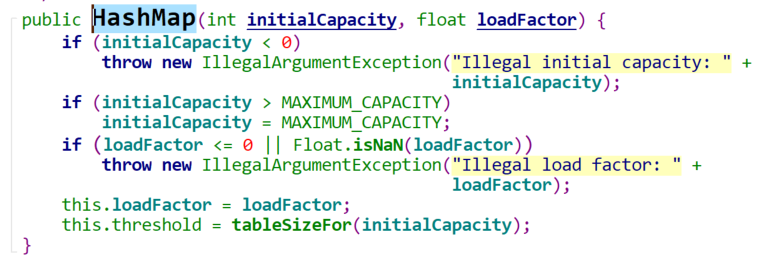 public HashMap(int initialCapacity, float loadFactor) {
    if (initialCapacity < 0)
        throw new IllegalArgumentException("Illegal initial capacity: " +
                                           initialCapacity);
    if (initialCapacity > MAXIMUM_CAPACITY)
        initialCapacity = MAXIMUM_CAPACITY;
    if (loadFactor <= 0 || Float.isNaN(loadFactor))
        throw new IllegalArgumentException("Illegal load factor: " +
                                           loadFactor);
    this.loadFactor = loadFactor;
    this.threshold = tableSizeFor(initialCapacity);
}